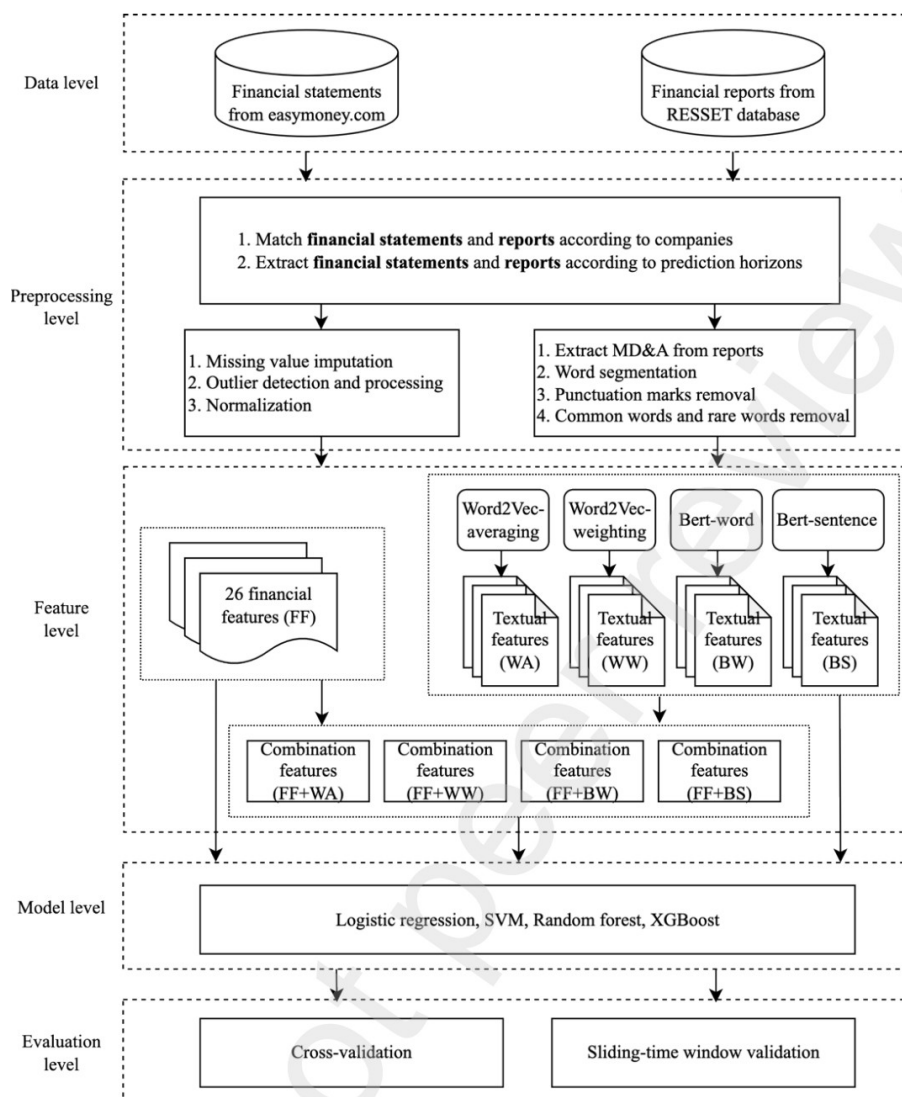 Data level
Financial statements
from easymoney.com
Financial reports from
RESSET database
Preprocessing
level
1. Match financial statements and reports according to companies
2. Extract financial statements and reports according to prediction horizons
1. Missing value imputation
2. Outlier detection and processing
3. Normalization
1. Extract MD&A from reports
2. Word segmentation
3. Punctuation marks removal
4. Common words and rare words removal
Feature
level
26 financial
features (FF)
Word2Vec-
averaging
Word2Vec-
weighting
Bert-word
Bert-sentence
Textual
features
(WA)
Textual
features
(WW)
Textual
features
(BW)
Textual
features
(BS)
Combination
features
(FF+WA)
Combination
features
(FF+WW)
Combination
features
(FF+BW)
Combination
features
(FF+BS)
Model level
Logistic regression, SVM, Random forest, XGBoost
Evaluation
level
Cross-validation
Sliding-time window validation
ot peer review